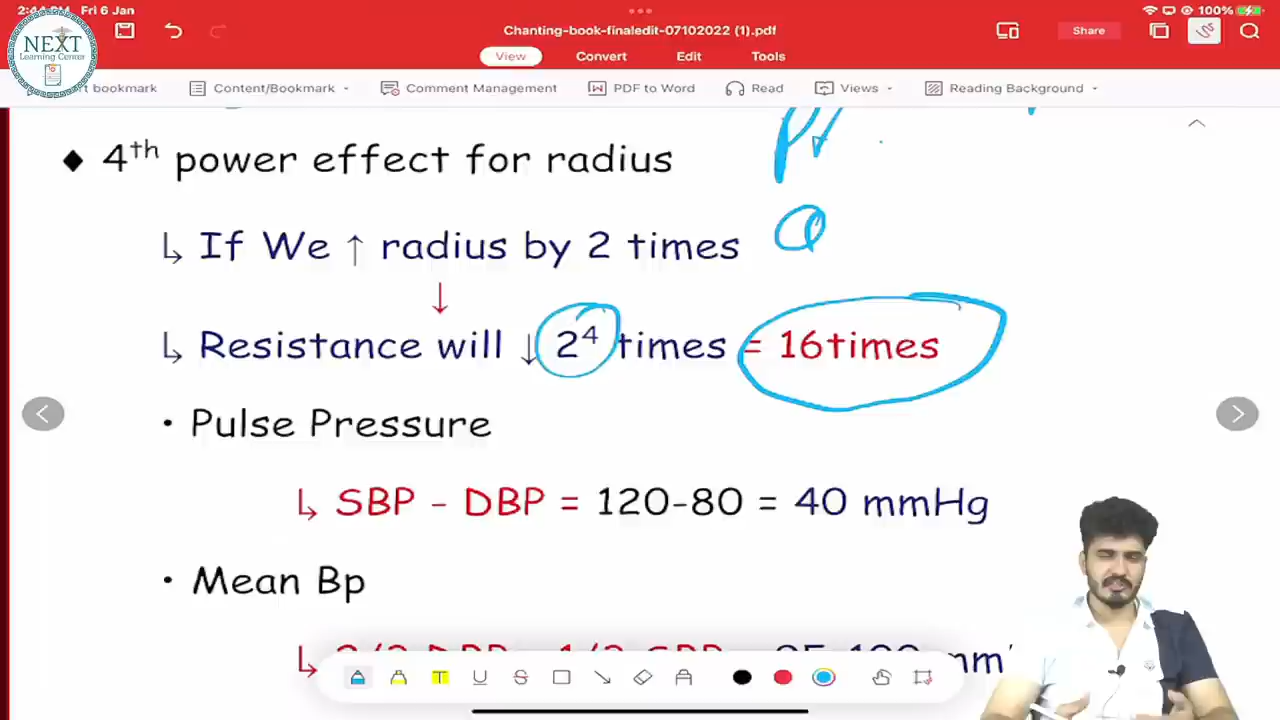 2:44 PM Fri 6 Jan
100%
NEXT
Learning Center
Chanting-book-finaledit-07102022 (1).pdf
Share
View Convert Edit Tools
bookmark Content/Bookmark Comment Management PDF to Word Read Views Reading Background
P↓
Q
◆ 4th power effect for radius
↳ If We ↑ radius by 2 times
↓
↳ Resistance will ↓ 2⁴ times = 16times
• Pulse Pressure
↳ SBP - DBP = 120-80 = 40 mmHg
• Mean Bp